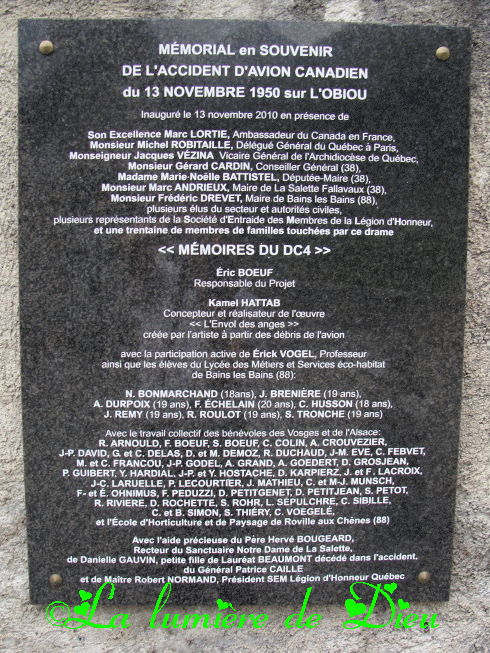 MÉMORIAL en SOUVENIR
DE L'ACCIDENT D'AVION CANADIEN
du 13 NOVEMBRE 1950 sur L'OBIOU
Inauguré le 13 novembre 2010 en présence de
Son Excellence Marc LORTIE, Ambassadeur du Canada en France,
Monsieur Michel ROBITAILLE, Délégué Général du Québec à Paris,
Monseigneur Jacques VÉZINA Vicaire Général de l'Archidiocèse de Québec,
Monsieur Gérard CARDIN, Conseiller Général (38),
Madame Marie-Noëlle BATTISTEL, Députée-Maire (38),
Monsieur Marc ANDRIEUX, Maire de La Salette Fallavaux (38),
Monsieur Frédéric DREVET, Maire de Bains les Bains (88),
plusieurs élus du secteur et autorités civiles,
plusieurs représentants de la Société d'Entraide des Membres de la Légion d'Honneur,
et une trentaine de membres de familles touchées par ce drame
<< MÉMOIRES DU DC4 >>
Éric BOEUF
Responsable du Projet
Kamel HATTAB
Concepteur et réalisateur de l'œuvre
<< L'Envol des anges >>
créée par l'artiste à partir des débris de l'avion
avec la participation active de Érick VOGEL, Professeur
ainsi que les élèves du Lycée des Métiers et Services éco-habitat
de Bains les Bains (88):
N. BONMARCHAND (18ans), J. BRENIÈRE (19 ans),
A. DURPOIX (19 ans), F. ÉCHELAIN (20 ans), C. HUSSON (18 ans),
J. REMY (19 ans), R. ROULOT (19 ans), S. TRONCHE (19 ans)
Avec le travail collectif des bénévoles des Vosges et de l'Alsace:
R. ARNOULD, F. BOEUF, S. BOEUF, C. COLIN, A. CROUVEZIER,
J-P. DAVID, G. et C. DELAS, D. et M. DEMOZ, R. DUCHAUD, J-M. EVE, C. FEBVET,
M. et C. FRANCOU, J-P. GODEL, A. GRAND, A. GOEDERT, D. GROSJEAN,
P. GUIBERT, Y. HARDIAL, J-P. et Y. HOSTACHE, D. KARPIERZ, J. et F. LACROIX,
J-C. LARUELLE, P. LECOURTIER, J. MATHIEU, C. et M-J. MUNSCH,
F- et É. OHNIMUS, F. PEDUZZI, D. PETITGENET, D. PETITJEAN, S. PETOT,
R. RIVIERE, D. ROCHETTE, S. ROHR, L. SÉPULCHRE, C. SIBILLE,
C. et B. SIMON, S. THIÉRY, C. VOEGELÉ,
et l'École d'Horticulture et de Paysage de Roville aux Chênes (88)
Avec l'aide précieuse du Père Hervé BOUGEARD,
Recteur du Sanctuaire Notre Dame de La Salette,
de Danielle GAUVIN, petite fille de Lauréat BEAUMONT décédé dans l'accident,
du Général Patrice CAILLE
et de Maître Robert NORMAND, Président SEM Légion d'Honneur Québec
©La lumière de Dieu